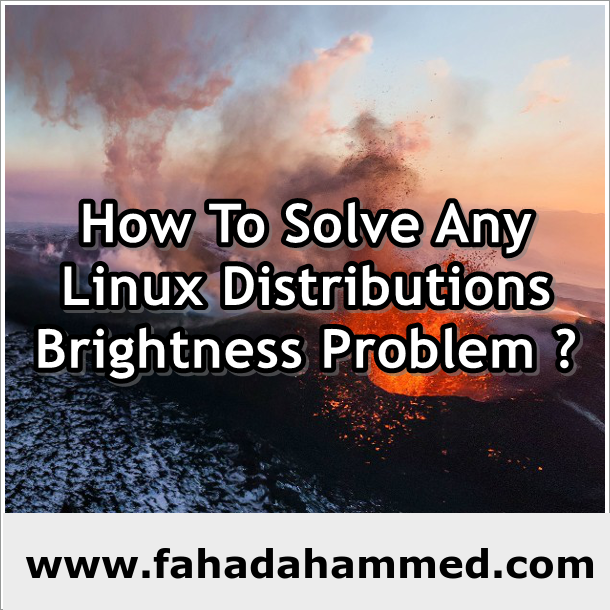 How To Solve Any
Linux Distributions
Brightness Problem ?
www.fahadahammed.com